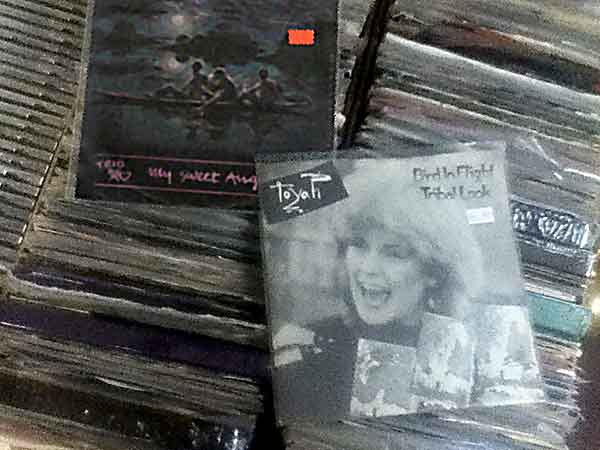 TRIO
my sweet Ang
toyah
Bird In Flight
Tribal Look